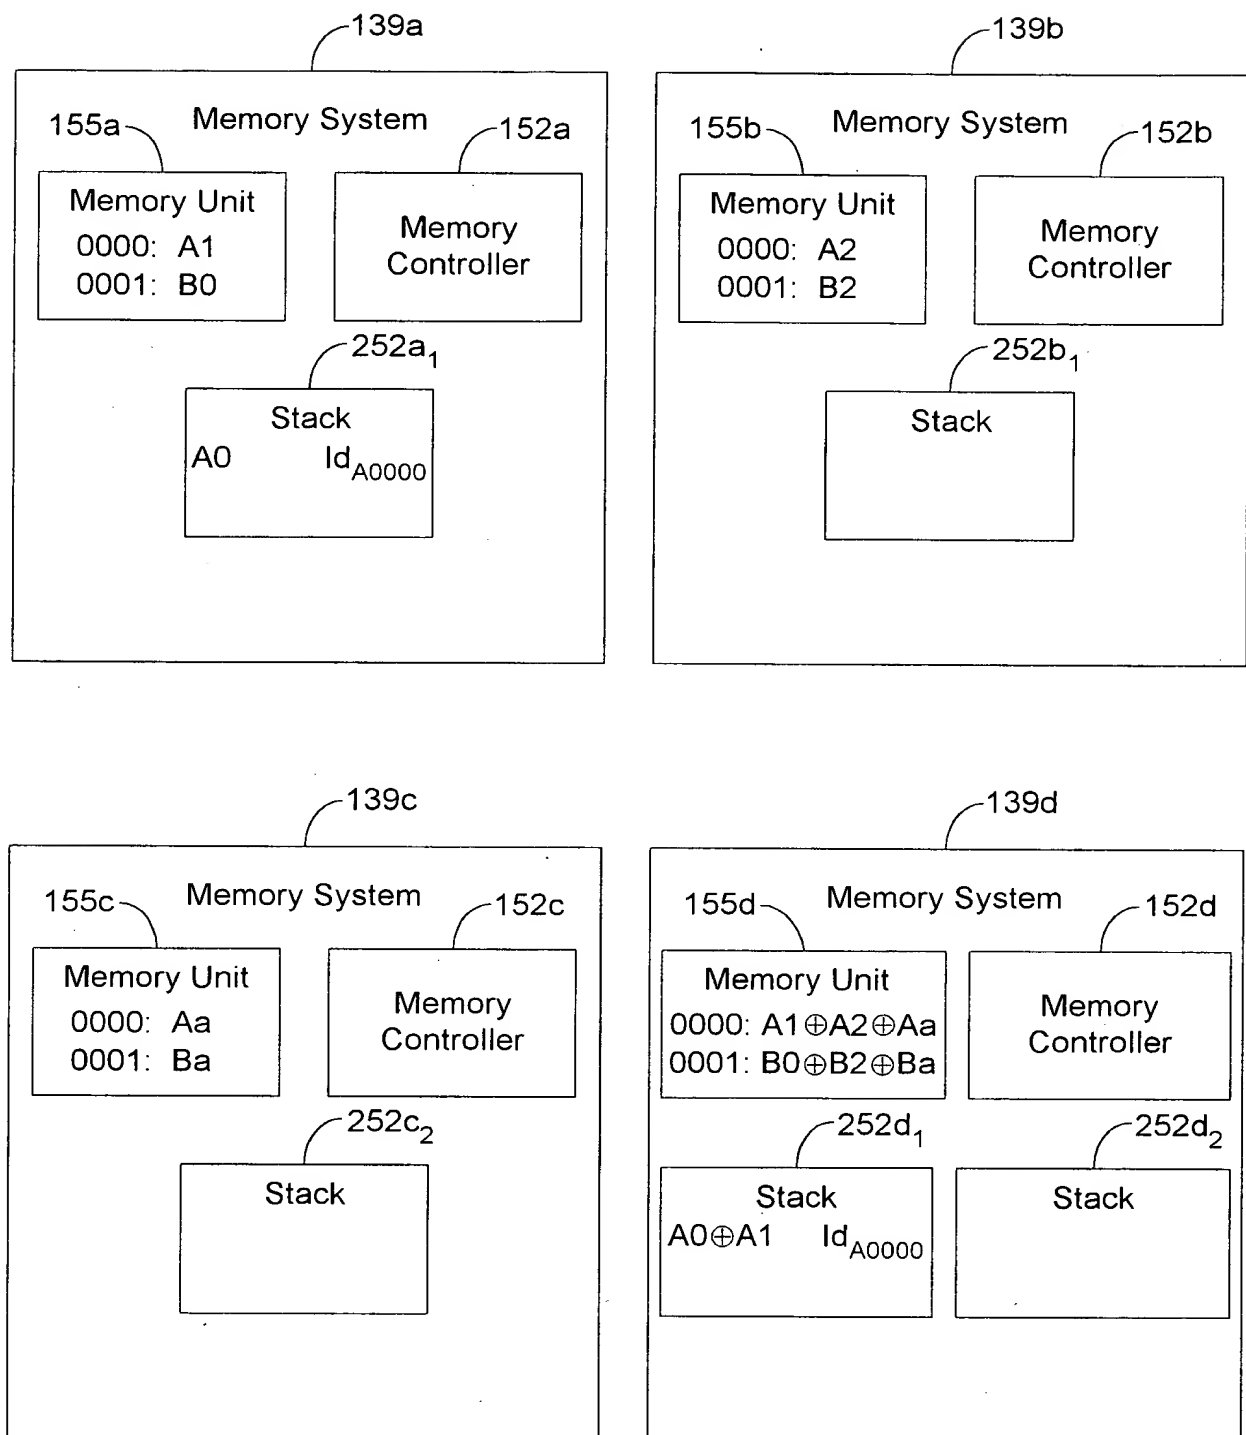 139a
Memory System
155a
152a
Memory Unit
0000: A1
0001: B0
Memory
Controller
252a₁
Stack
A0 Id_A0000
139b
Memory System
155b
152b
Memory Unit
0000: A2
0001: B2
Memory
Controller
252b₁
Stack
139c
Memory System
155c
152c
Memory Unit
0000: Aa
0001: Ba
Memory
Controller
252c₂
Stack
139d
Memory System
155d
152d
Memory Unit
0000: A1⊕A2⊕Aa
0001: B0⊕B2⊕Ba
Memory
Controller
252d₁
Stack
A0⊕A1 Id_A0000
252d₂
Stack